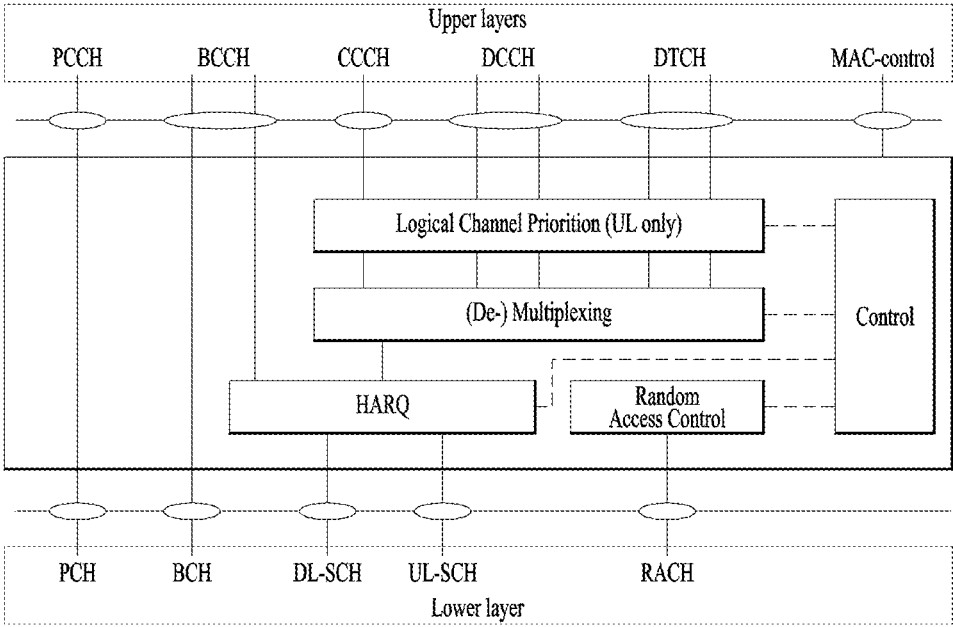 Upper layers
PCCH BCCH CCCH DCCH DTCH MAC-control
Logical Channel Priorition (UL only)
(De-) Multiplexing
Control
HARQ
Random
Access Control
PCH BCH DL-SCH UL-SCH RACH
Lower layer